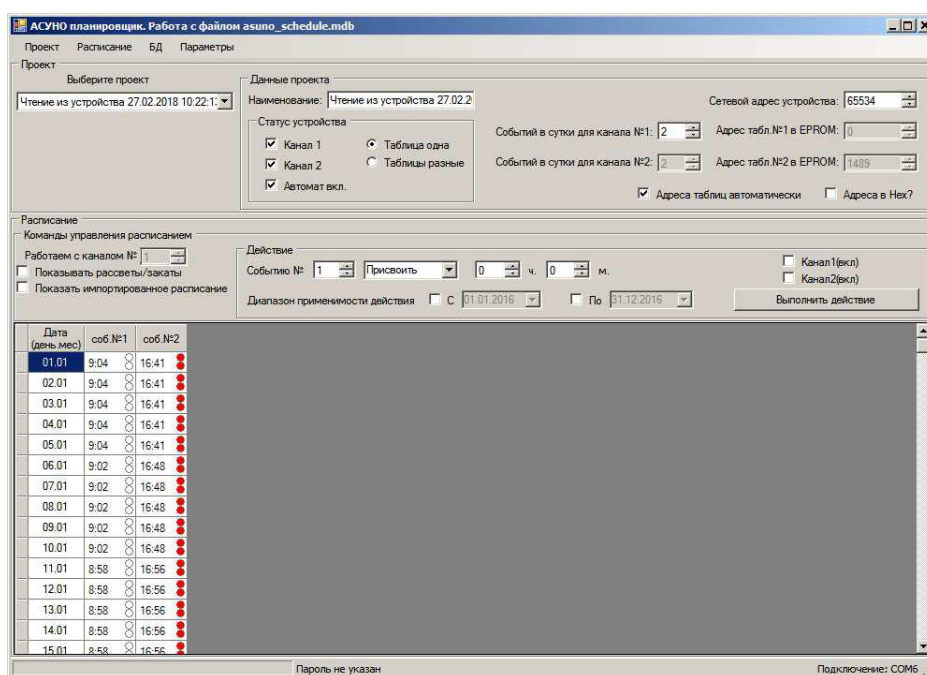 АСУНО планировщик. Работа с файлом asuno_schedule.mdb
Проект Расписание БД Параметры
Проект
Выберите проект
Чтение из устройства 27.02.2018 10:22:1
Данные проекта
Наименование: Чтение из устройства 27.02.2
Сетевой адрес устройства: 65534
Статус устройства
Канал 1 Таблица одна
Канал 2 Таблицы разные
Автомат вкл.
Событий в сутки для канала №1: 2 Адрес табл.№1 в EPROM: 0
Событий в сутки для канала №2: 2 Адрес табл.№2 в EPROM: 1489
Адреса таблиц автоматически Адреса в Hex?
Расписание
Команды управления расписанием
Работаем с каналом № 1
Показывать рассветы/закаты
Показать импортированное расписание
Действие
Событию № 1 Присвоить 0 ч. 0 м.
Диапазон применимости действия С 01.01.2016 По 31.12.2016
Канал1(вкл)
Канал2(вкл)
Выполнить действие
Дата (день.мес) соб.№1 соб.№2
01.01 9:04 16:41
02.01 9:04 16:41
03.01 9:04 16:41
04.01 9:04 16:41
05.01 9:04 16:41
06.01 9:02 16:48
07.01 9:02 16:48
08.01 9:02 16:48
09.01 9:02 16:48
10.01 9:02 16:48
11.01 8:58 16:56
12.01 8:58 16:56
13.01 8:58 16:56
14.01 8:58 16:56
15.01 8:58 16:56
Пароль не указан Подключение: COM6